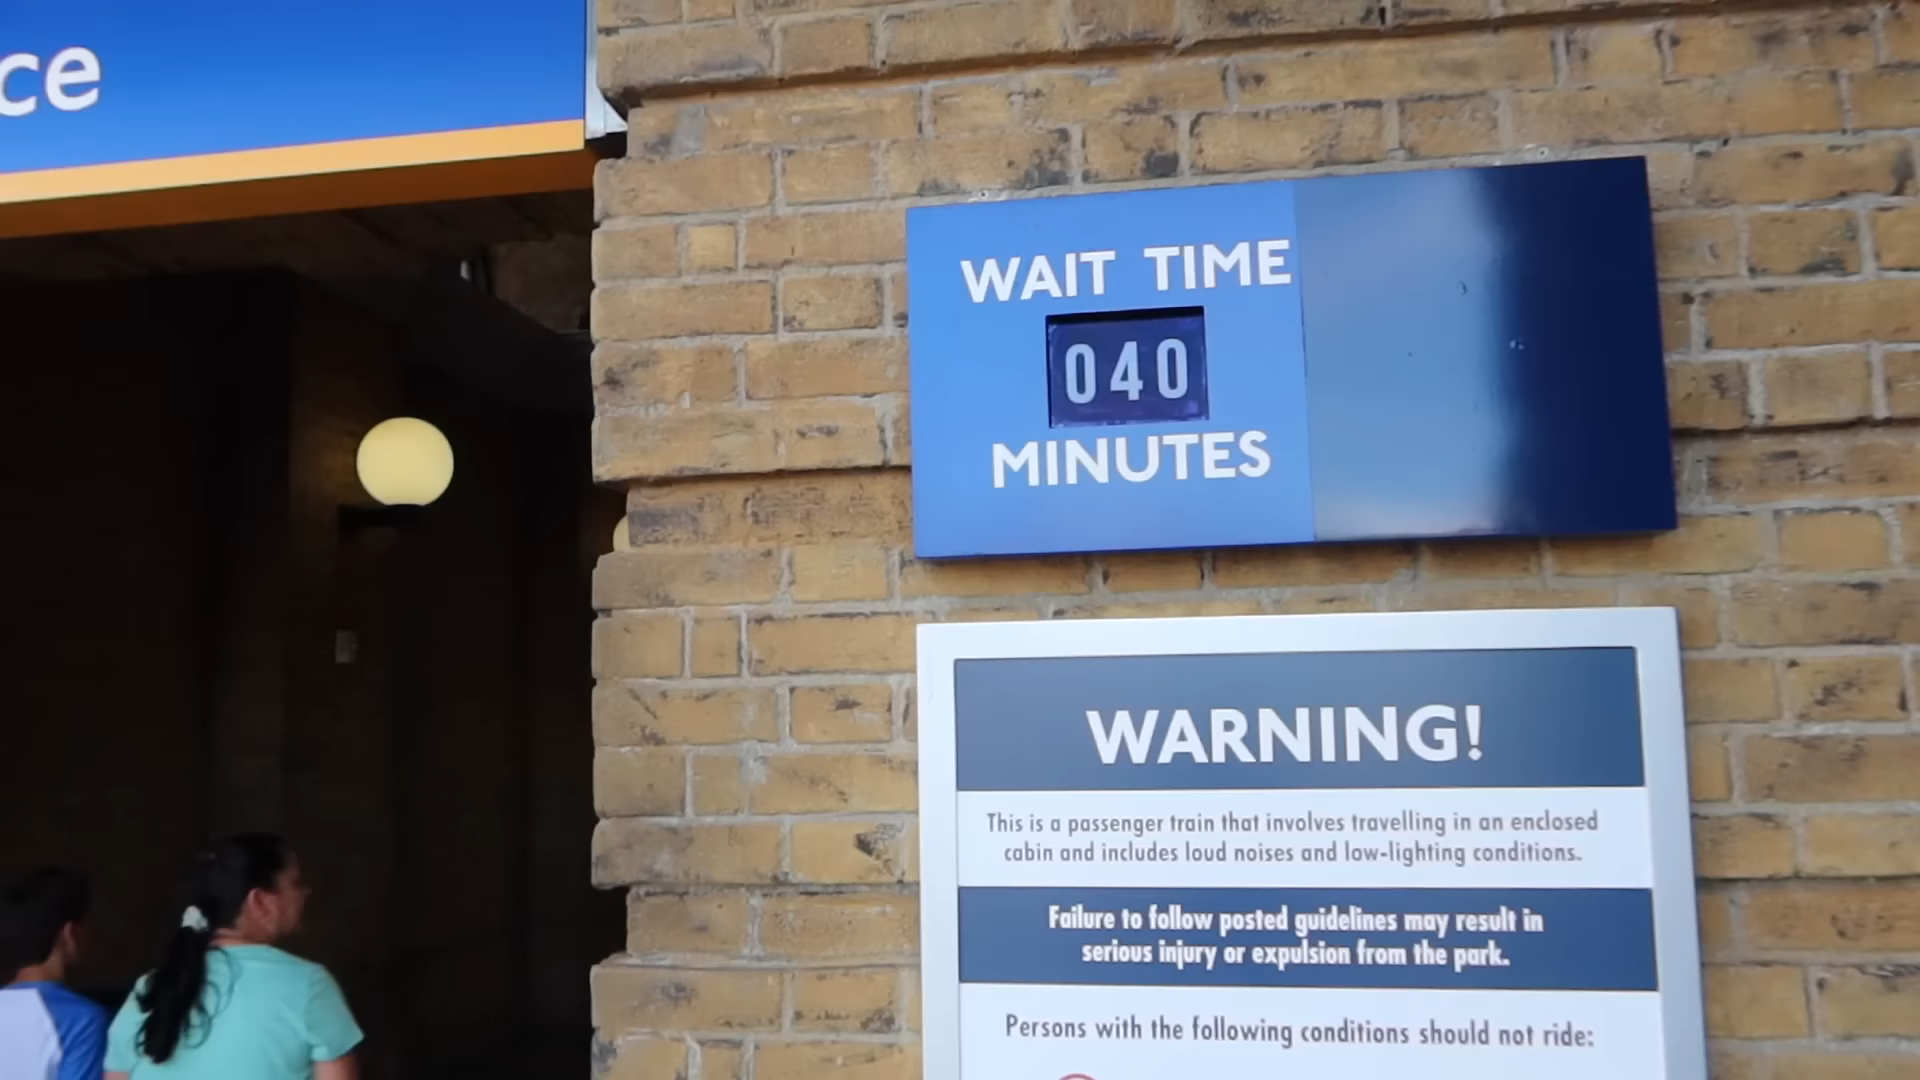 ce
WAIT TIME
040
MINUTES
WARNING!
This is a passenger train that involves travelling in an enclosed
cabin and includes loud noises and low-lighting conditions.
Failure to follow posted guidelines may result in
serious injury or expulsion from the park.
Persons with the following conditions should not ride: